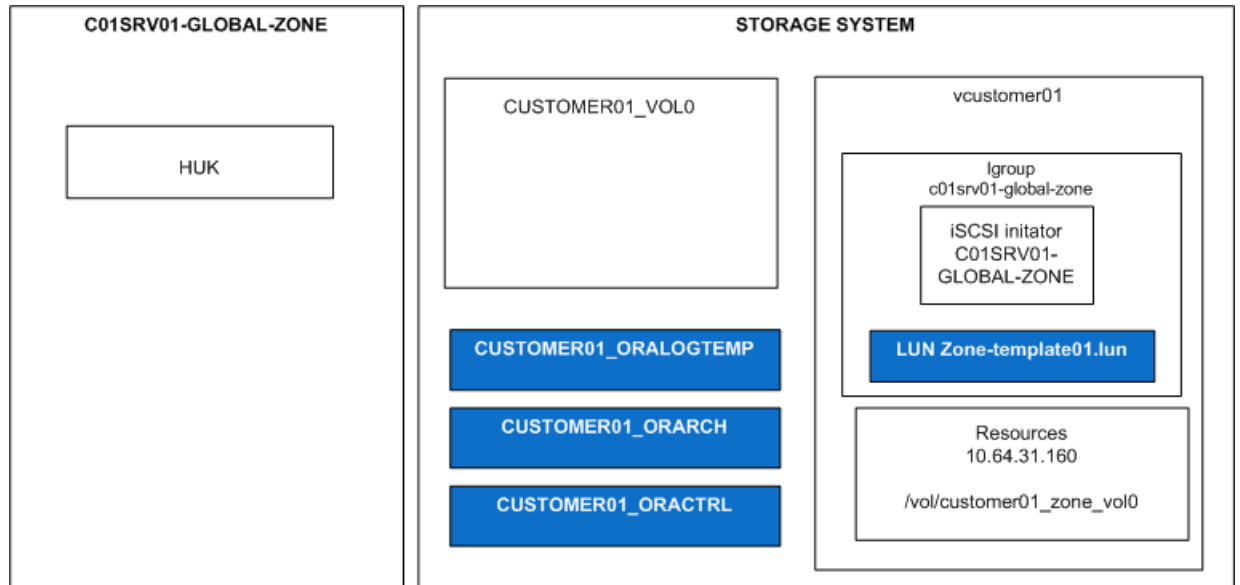 C01SRV01-GLOBAL-ZONE
HUK
STORAGE SYSTEM
CUSTOMER01_VOL0
CUSTOMER01_ORALOGTEMP
CUSTOMER01_ORARCH
CUSTOMER01_ORACTRL
vcustomer01
Igroup
c01srv01-global-zone
iSCSI initator
C01SRV01-
GLOBAL-ZONE
LUN Zone-template01.lun
Resources
10.64.31.160
/vol/customer01_zone_vol0